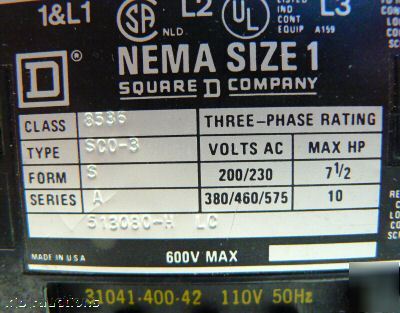 1&L1 L2 L3
SA NLD. UL LISTED IND CONT EQUIP A159
D ® NEMA SIZE 1
SQUARE D COMPANY
CLASS 8536 THREE-PHASE RATING
TYPE SCO-3 VOLTS AC MAX HP
FORM S 200/230 7 1/2
SERIES A 380/460/575 10
513080-H LC
MADE IN U.S.A. 600V MAX
31041-400-42 110V 50Hz